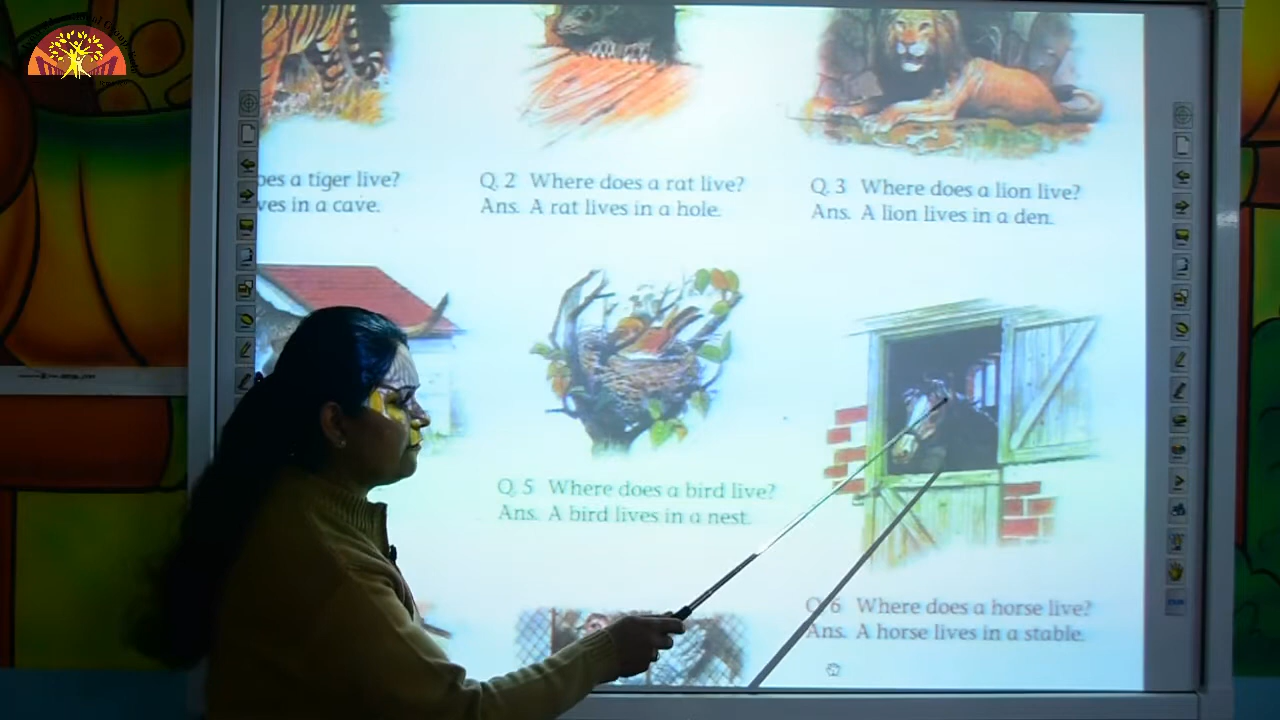 es a tiger live?
ves in a cave.
Q. 2 Where does a rat live?
Ans. A rat lives in a hole.
Q. 3 Where does a lion live?
Ans. A lion lives in a den.
Q. 5 Where does a bird live?
Ans. A bird lives in a nest.
Q. 6 Where does a horse live?
Ans. A horse lives in a stable.